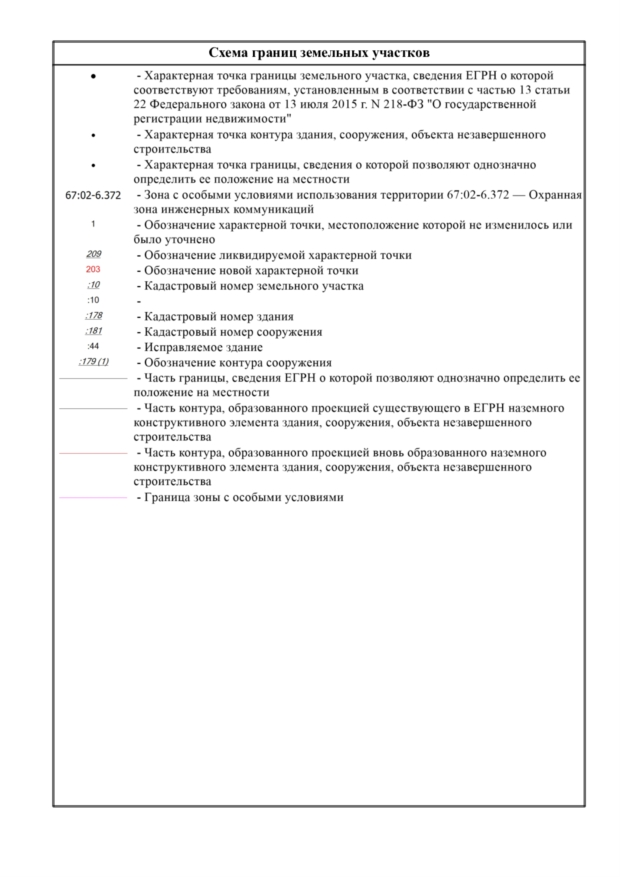 Схема границ земельных участков
- Характерная точка границы земельного участка, сведения ЕГРН о которой
соответствуют требованиям, установленным в соответствии с частью 13 статьи
22 Федерального закона от 13 июля 2015 г. N 218-ФЗ "О государственной
регистрации недвижимости"
- Характерная точка контура здания, сооружения, объекта незавершенного
строительства
- Характерная точка границы, сведения о которой позволяют однозначно
определить ее положение на местности
67:02-6.372 - Зона с особыми условиями использования территории 67:02-6.372 — Охранная
зона инженерных коммуникаций
1 - Обозначение характерной точки, местоположение которой не изменилось или
было уточнено
209 - Обозначение ликвидируемой характерной точки
203 - Обозначение новой характерной точки
:10 - Кадастровый номер земельного участка
:10 -
:178 - Кадастровый номер здания
:181 - Кадастровый номер сооружения
:44 - Исправляемое здание
:179 (1) - Обозначение контура сооружения
- Часть границы, сведения ЕГРН о которой позволяют однозначно определить ее
положение на местности
- Часть контура, образованного проекцией существующего в ЕГРН наземного
конструктивного элемента здания, сооружения, объекта незавершенного
строительства
- Часть контура, образованного проекцией вновь образованного наземного
конструктивного элемента здания, сооружения, объекта незавершенного
строительства
- Граница зоны с особыми условиями